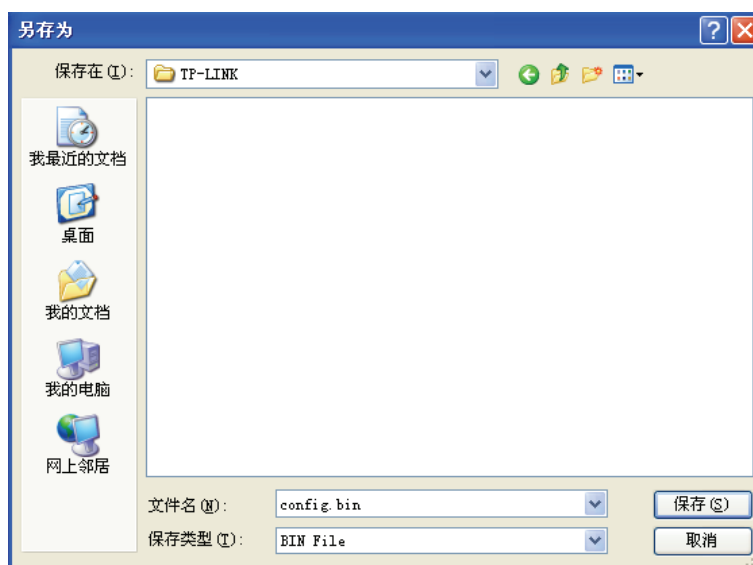 另存为
保存在(I):
TP-LINK
我最近的文档
桌面
我的文档
我的电脑
网上邻居
文件名(N):
config.bin
保存(S)
保存类型(T):
BIN File
取消